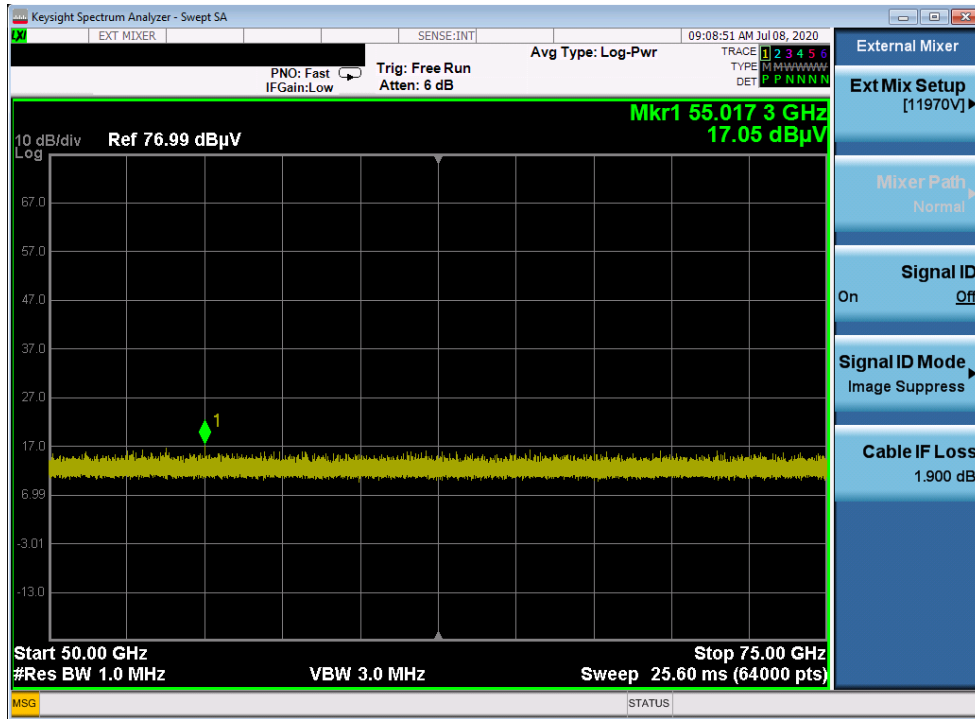 Keysight Spectrum Analyzer - Swept SA
LXI EXT MIXER SENSE:INT 09:08:51 AM Jul 08, 2020
PNO: Fast
IFGain:Low
Trig: Free Run
Atten: 6 dB
Avg Type: Log-Pwr
TRACE 1 2 3 4 5 6
TYPE M M W W W W
DET P P N N N N
Mkr1 55.017 3 GHz
17.05 dBµV
10 dB/div Ref 76.99 dBµV
Log
67.0
57.0
47.0
37.0
27.0
1
17.0
6.99
-3.01
-13.0
Start 50.00 GHz Stop 75.00 GHz
#Res BW 1.0 MHz VBW 3.0 MHz Sweep 25.60 ms (64000 pts)
MSG STATUS
External Mixer
Ext Mix Setup
[11970V]
Mixer Path
Normal
Signal ID
On Off
Signal ID Mode
Image Suppress
Cable IF Loss
1.900 dB